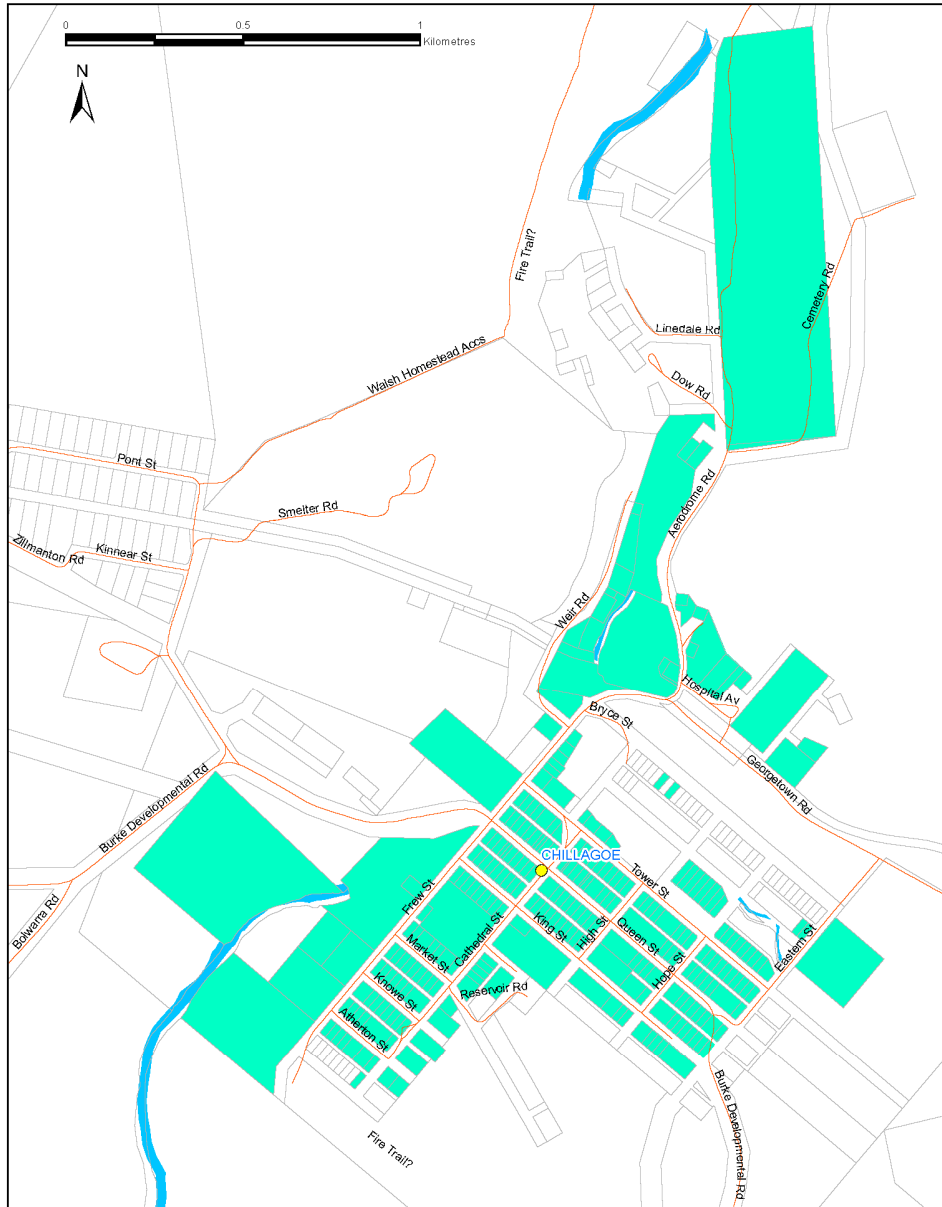 0 0.5 1
Kilometres
N
Fire Trail?
Cemetery Rd
Linedale Rd
Walsh Homestead Accs
Dow Rd
Pont St
Smelter Rd
Aerodrome Rd
Zillmanton Rd
Kinnear St
Weir Rd
Hospital Av
Bryce St
Georgetown Rd
Burke Developmental Rd
CHILLAGOE
Tower St
Frew St
Bolwarra Rd
Cathedral St
King St
High St
Queen St
Market St
Hope St
Eastern St
Knowe St
Reservoir Rd
Atherton St
Burke Developmental Rd
Fire Trail?